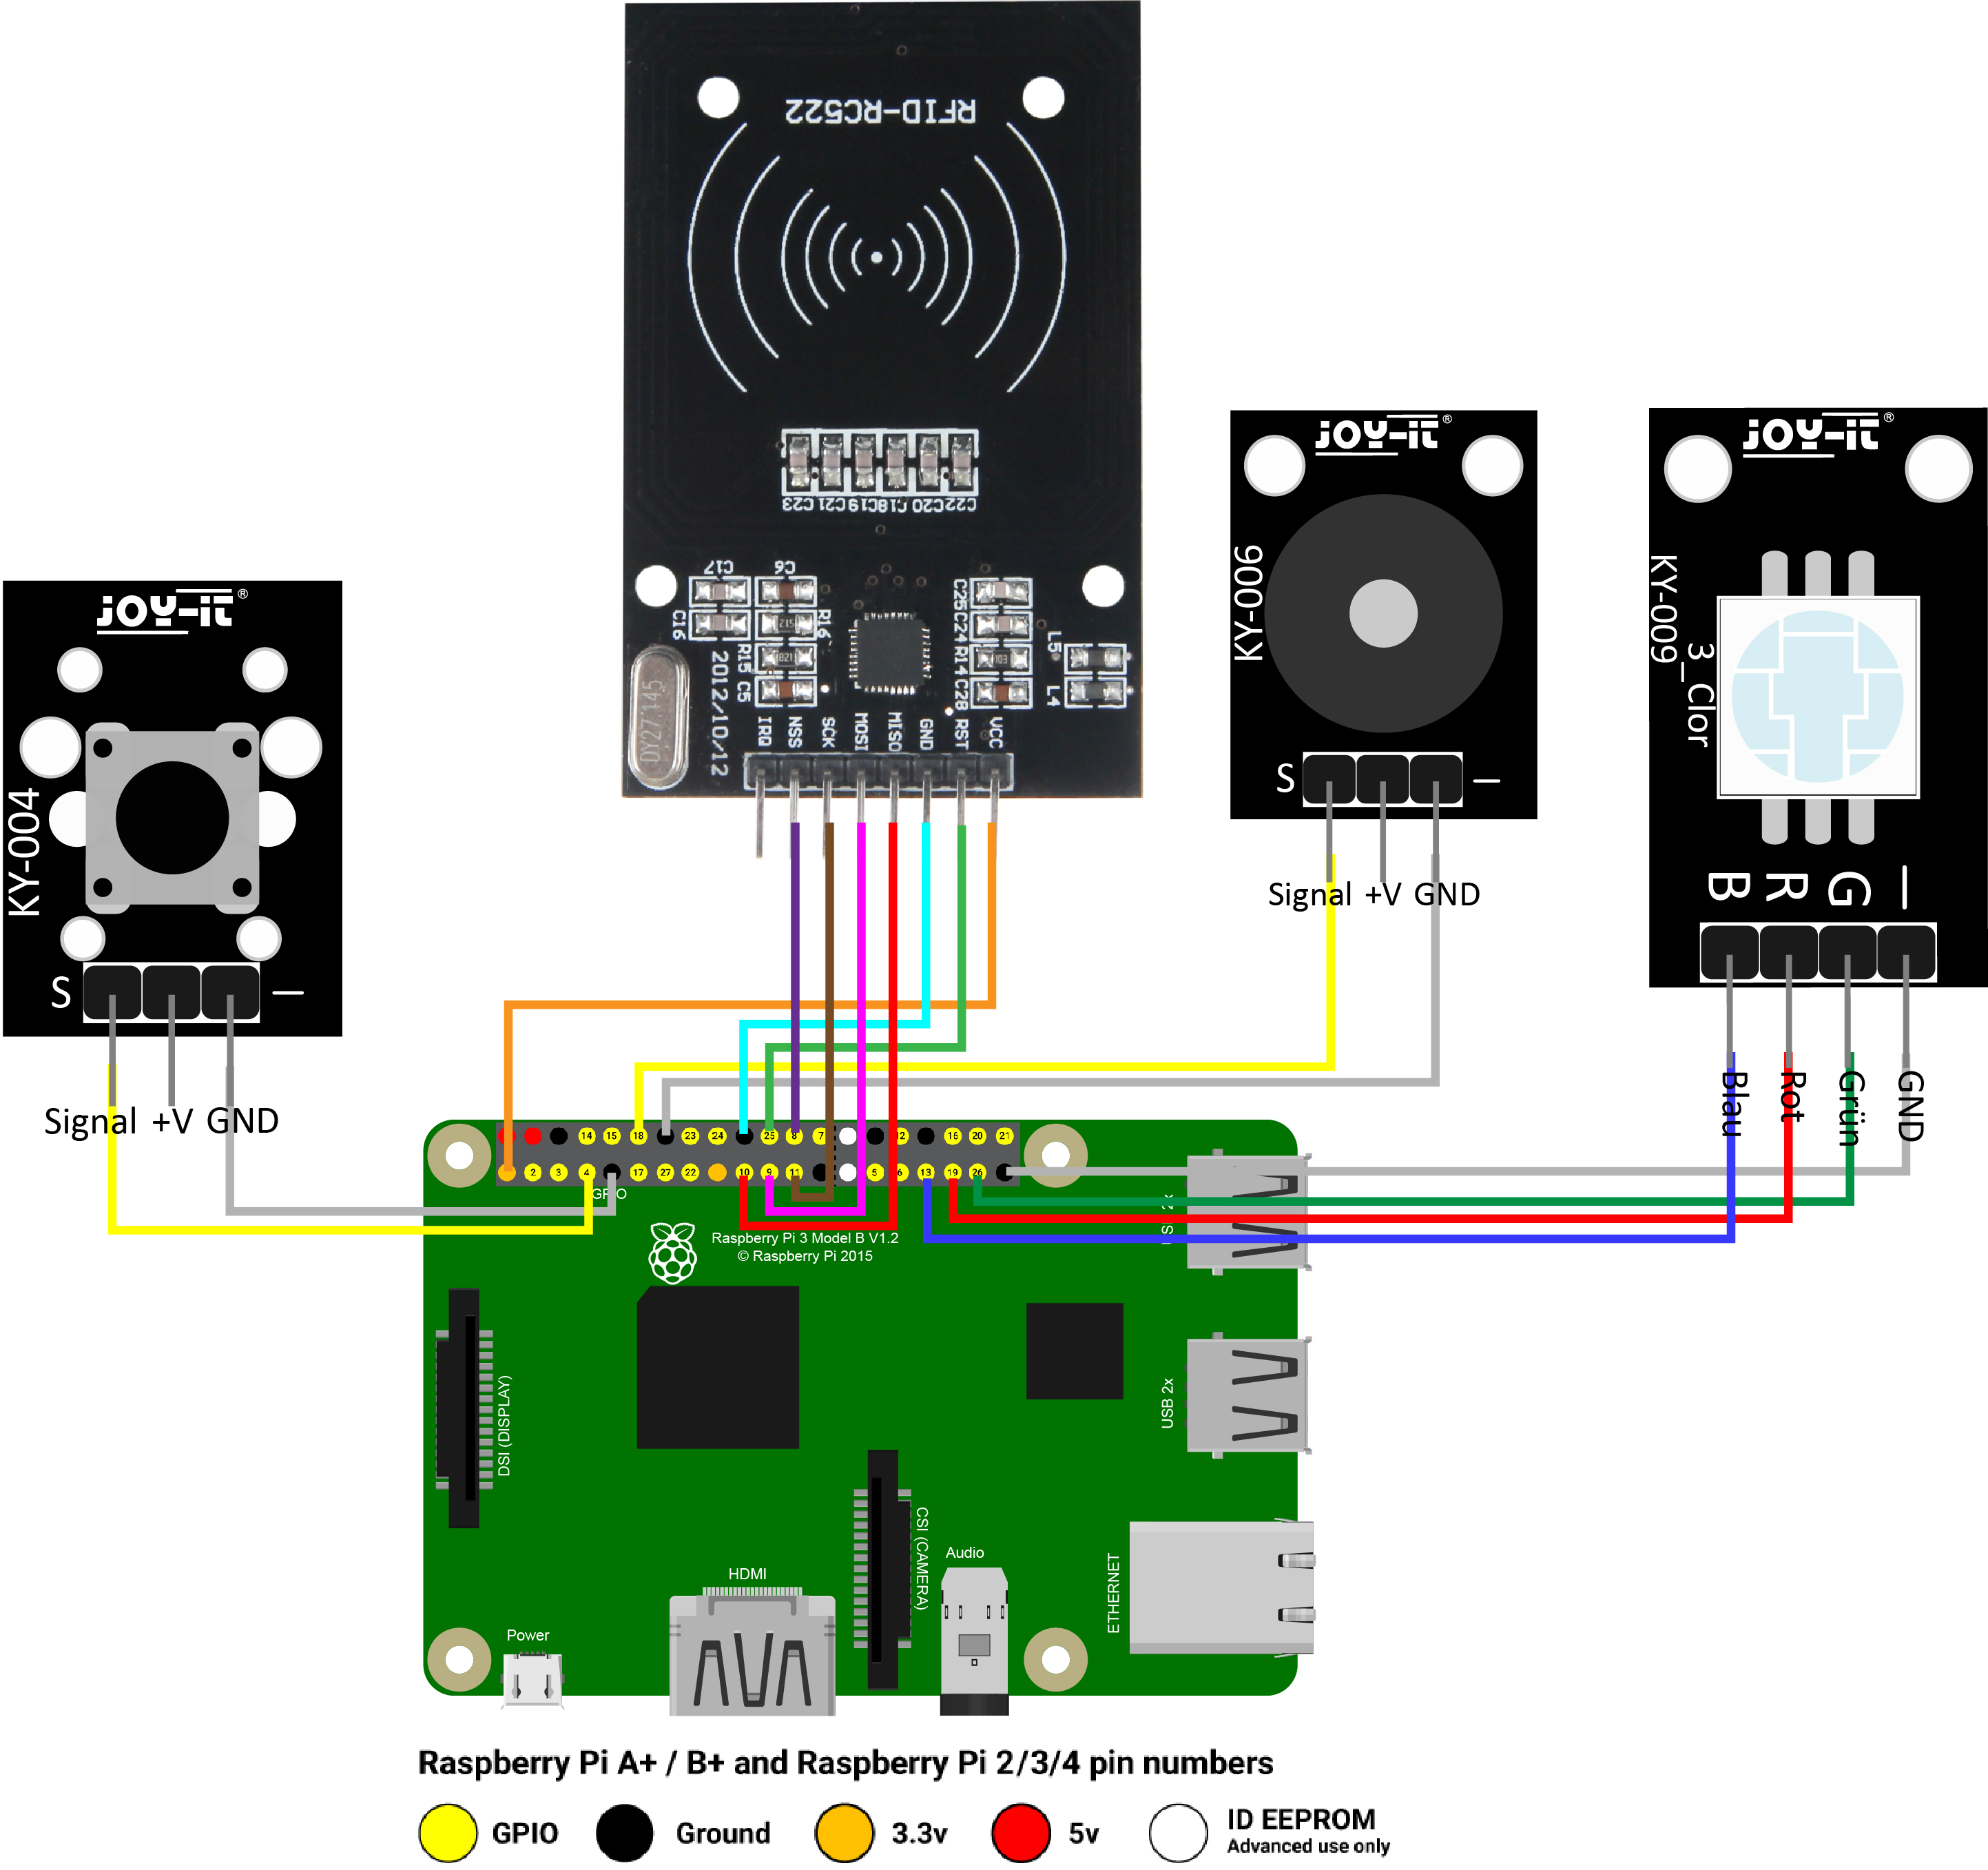 RFID-RC522
C23 C21 C19 C18 C20 C22
C17
C6
C16
R16
R15
C5
2012/10/12
DY27145
C25
C24
R14
C28
L5
L4
IRQ
NSS
SCK
MOSI
MISO
GND
RST
VCC
JOY-iT®
KY-004
S
Signal +V GND
JOY-iT®
KY-006
S
Signal +V GND
JOY-iT®
KY-009
3_Clor
B R G
Blau
Rot
Grün
GND
14 15 18 23 24 25 8 7 12 16 20 21
2 3 4 17 27 22 10 9 11 5 6 13 19 26
Raspberry Pi 3 Model B V1.2
© Raspberry Pi 2015
DSI (DISPLAY)
USB 2x
CSI (CAMERA)
Audio
ETHERNET
HDMI
Power
Raspberry Pi A+ / B+ and Raspberry Pi 2/3/4 pin numbers
GPIO
Ground
3.3v
5v
ID EEPROM
Advanced use only